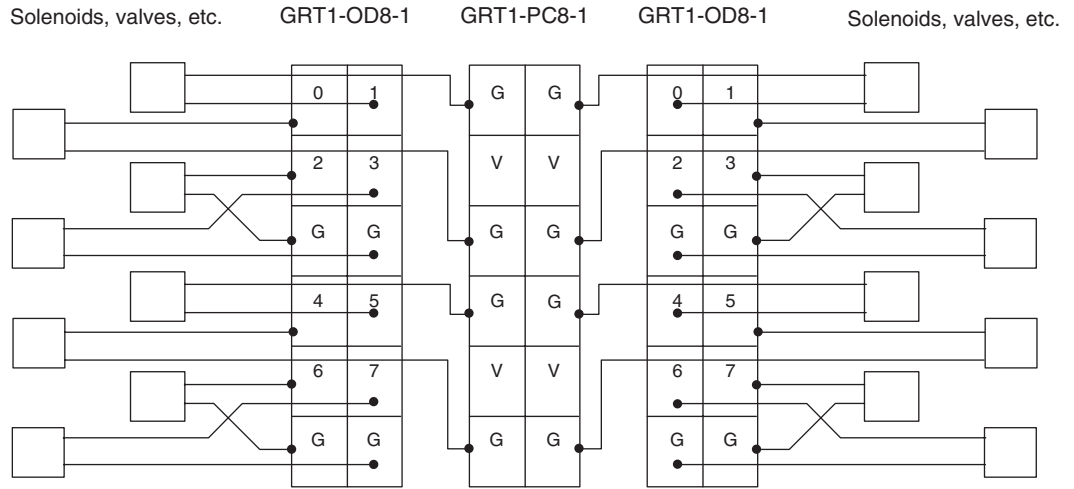 Solenoids, valves, etc. GRT1-OD8-1 GRT1-PC8-1 GRT1-OD8-1 Solenoids, valves, etc.
0 1 G G 0 1
2 3 V V 2 3
G G G G G G
4 5 G G 4 5
6 7 V V 6 7
G G G G G G